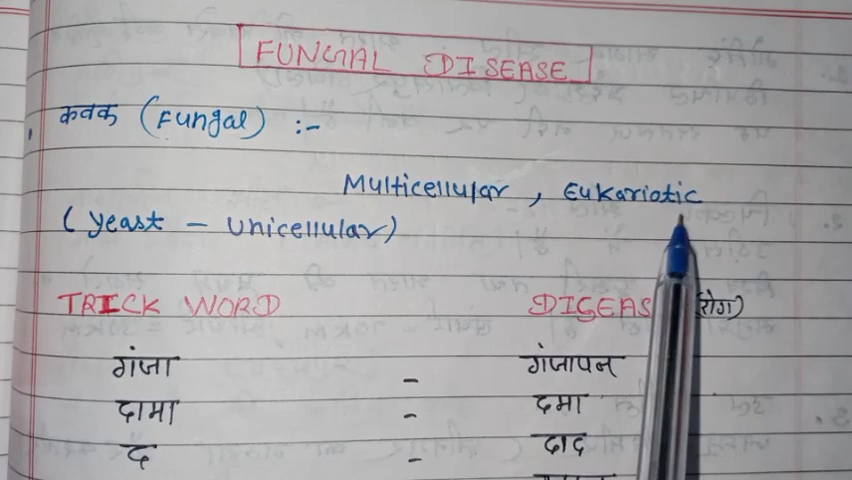 FUNGAL DISEASE
कवक (Fungal) :-
Multicellular , Eukariotic
(Yeast - Unicellular)
TRICK WORD DISEAS (रोग)
गंजा - गंजापन
दामा - दमा
द - दाद